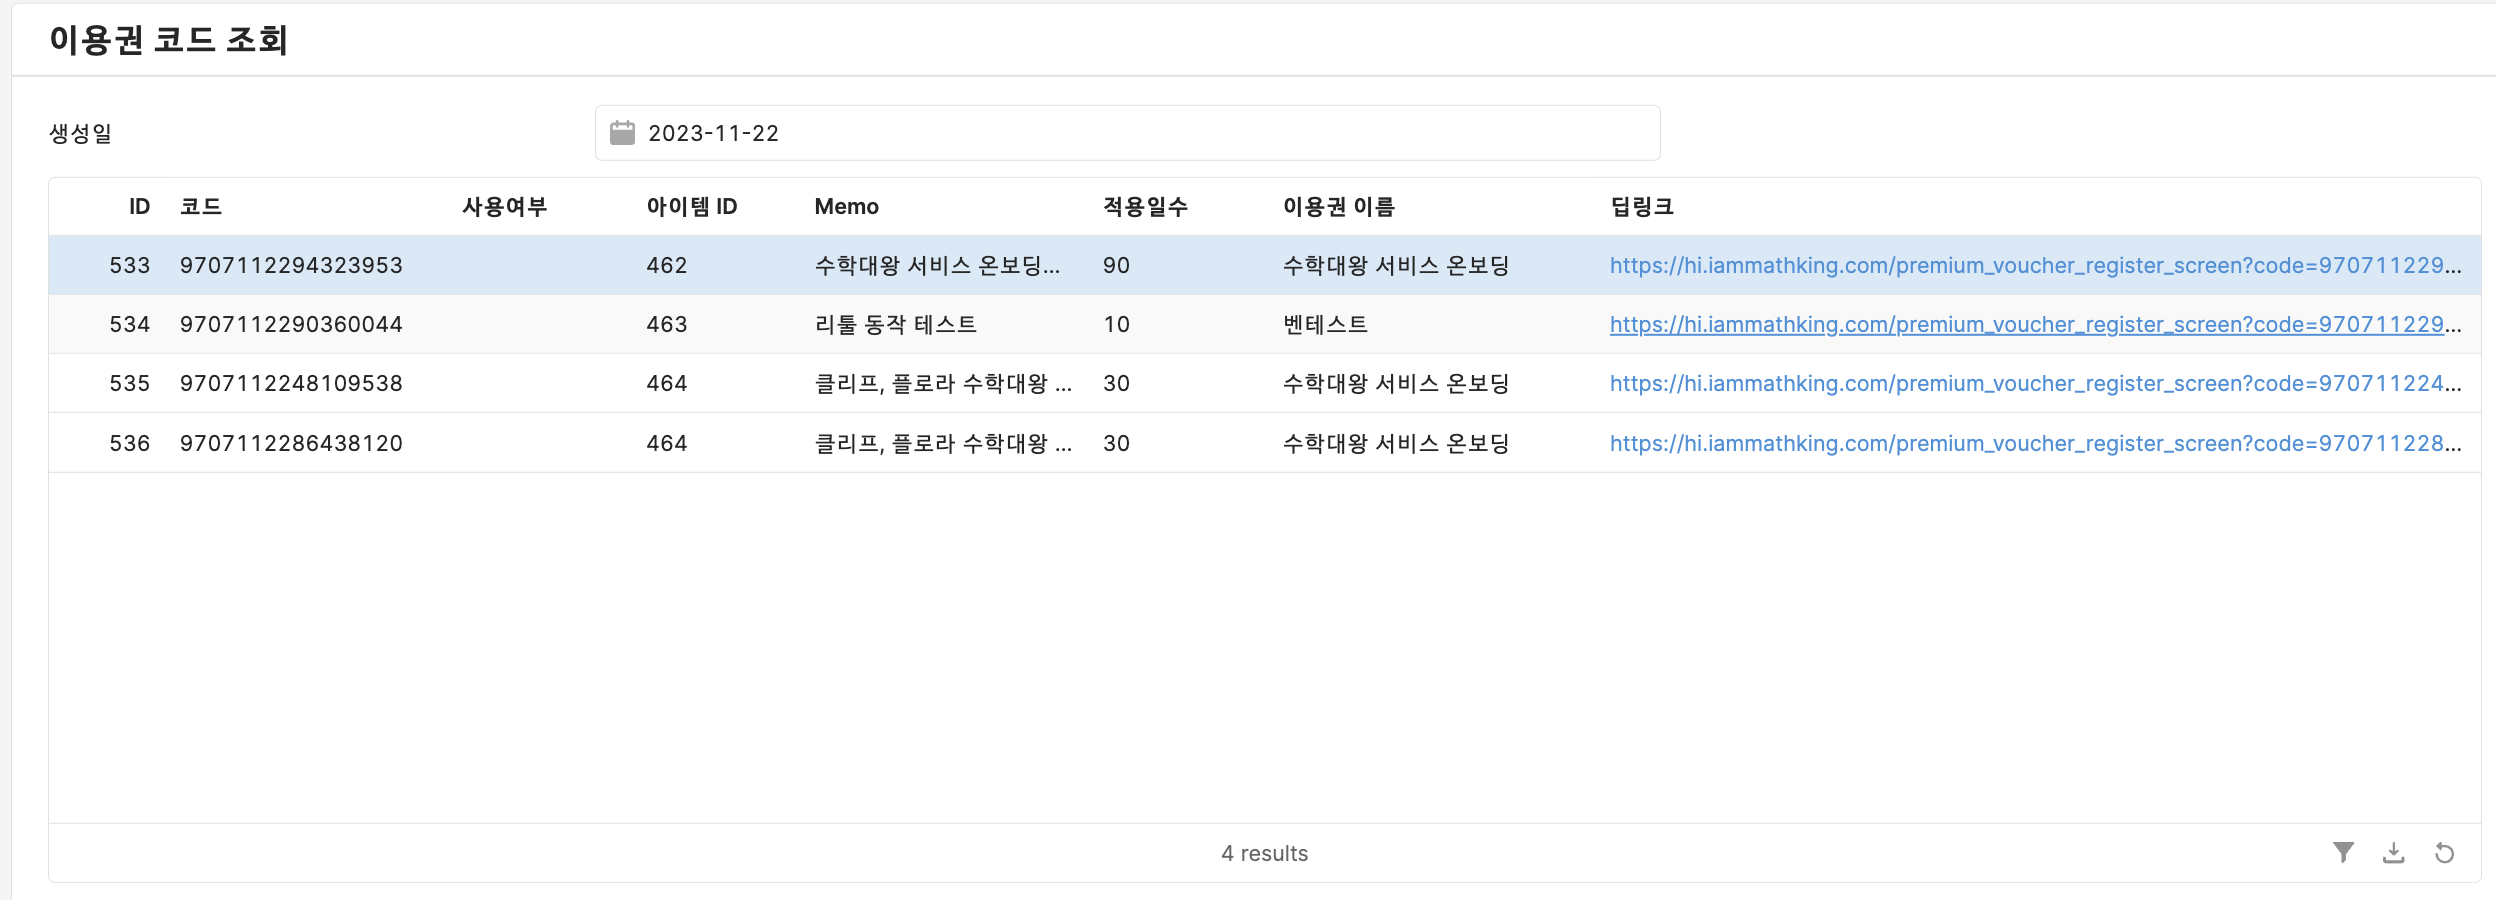 이용권 코드 조회
생성일 2023-11-22
ID 코드 사용여부 아이템 ID Memo 적용일수 이용권 이름 딥링크
533 9707112294323953 462 수학대왕 서비스 온보딩... 90 수학대왕 서비스 온보딩 https://hi.iammathking.com/premium_voucher_register_screen?code=970711229...
534 9707112290360044 463 리툴 동작 테스트 10 벤테스트 https://hi.iammathking.com/premium_voucher_register_screen?code=970711229...
535 9707112248109538 464 클리프, 플로라 수학대왕 ... 30 수학대왕 서비스 온보딩 https://hi.iammathking.com/premium_voucher_register_screen?code=970711224...
536 9707112286438120 464 클리프, 플로라 수학대왕 ... 30 수학대왕 서비스 온보딩 https://hi.iammathking.com/premium_voucher_register_screen?code=970711228...
4 results